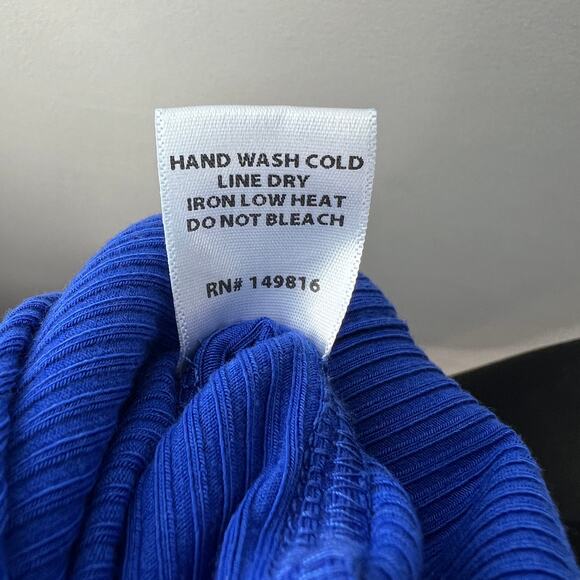 HAND WASH COLD
LINE DRY
IRON LOW HEAT
DO NOT BLEACH
RN# 149816